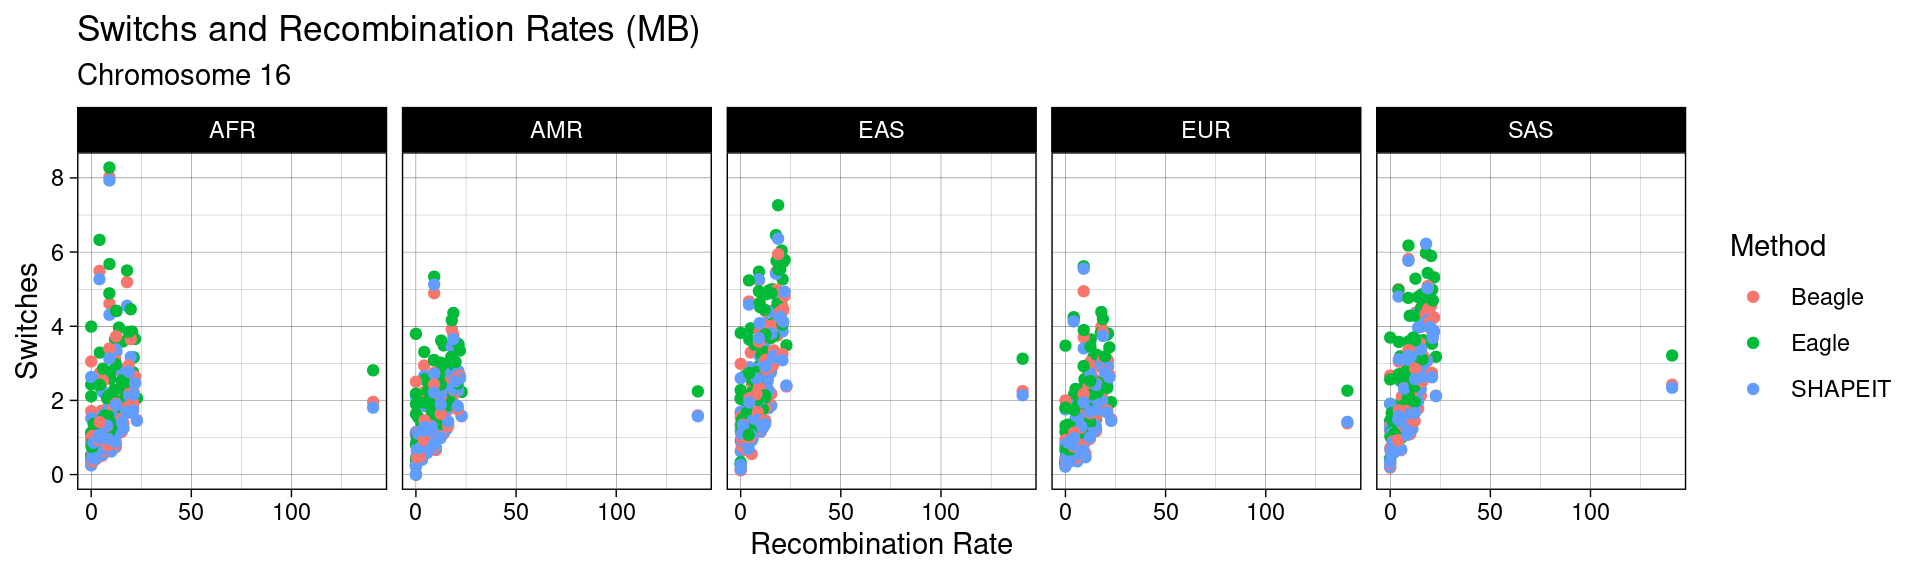 Switchs and Recombination Rates (MB)
Chromosome 16
AFR
AMR
EAS
EUR
SAS
Switches
8
6
4
2
0
0 50 100
0 50 100
0 50 100
0 50 100
0 50 100
Recombination Rate
Method
Beagle
Eagle
SHAPEIT